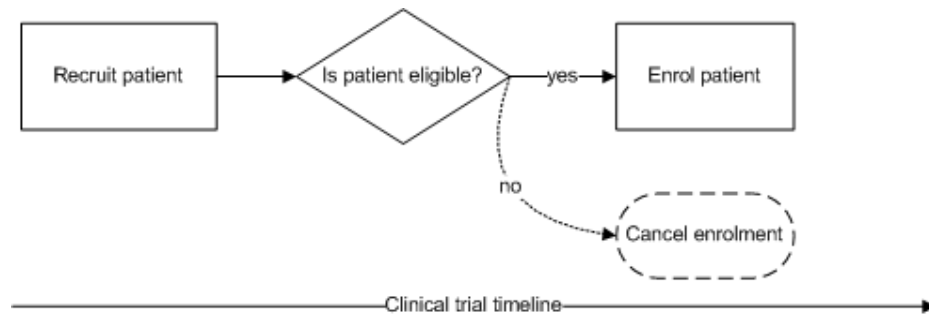 Recruit patient
Is patient eligible?
yes
Enrol patient
no
Cancel enrolment
Clinical trial timeline